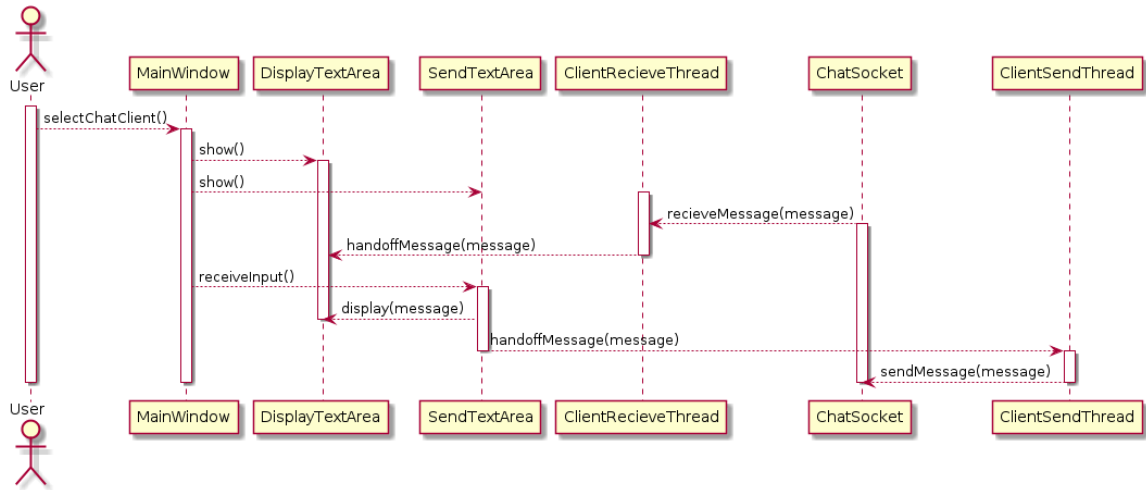 User
MainWindow
DisplayTextArea
SendTextArea
ClientRecieveThread
ChatSocket
ClientSendThread
selectChatClient()
show()
show()
recieveMessage(message)
handoffMessage(message)
receiveInput()
display(message)
handoffMessage(message)
sendMessage(message)
User
MainWindow
DisplayTextArea
SendTextArea
ClientRecieveThread
ChatSocket
ClientSendThread